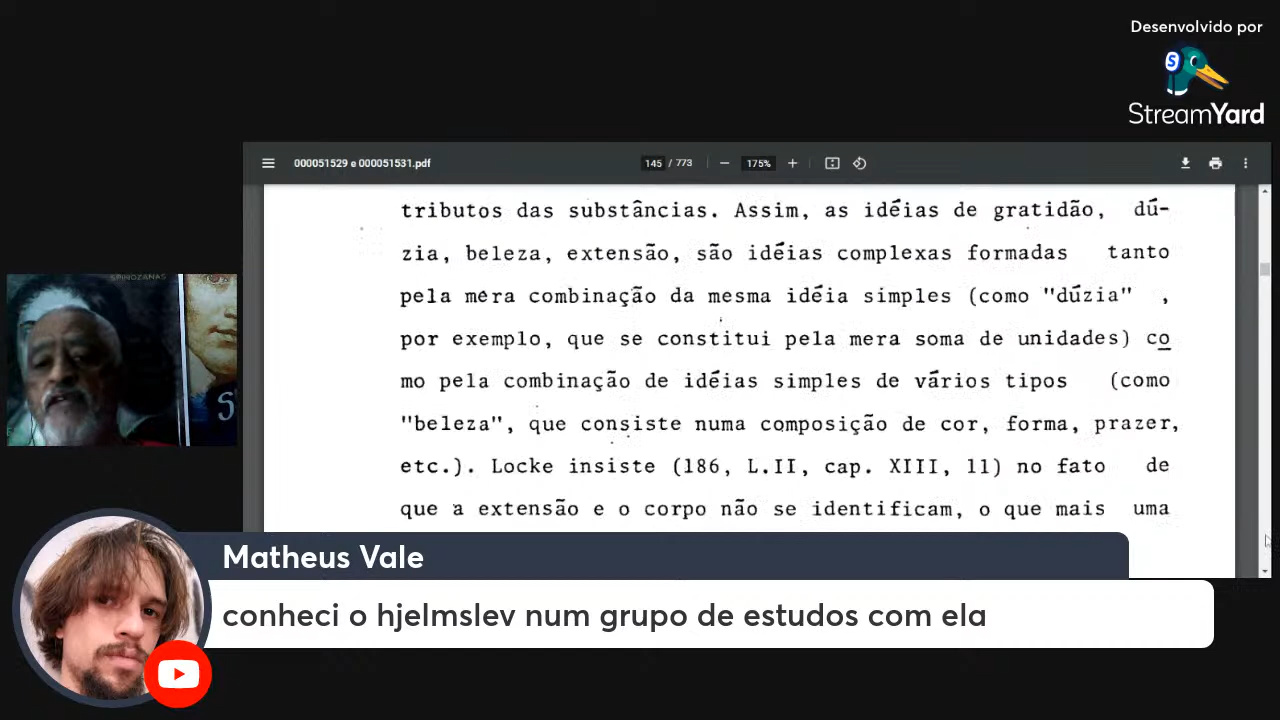 Desenvolvido por
StreamYard
000051529 e 000051531.pdf
145 / 773
175%
tributos das substâncias. Assim, as idéias de gratidão, dú-
zia, beleza, extensão, são idéias complexas formadas tanto
pela mera combinação da mesma idéia simples (como "dúzia" ,
por exemplo, que se constitui pela mera soma de unidades) co
mo pela combinação de idéias simples de vários tipos (como
"beleza", que consiste numa composição de cor, forma, prazer,
etc.). Locke insiste (186, L.II, cap. XIII, 11) no fato de
que a extensão e o corpo não se identificam, o que mais uma
Matheus Vale
conheci o hjelmslev num grupo de estudos com ela